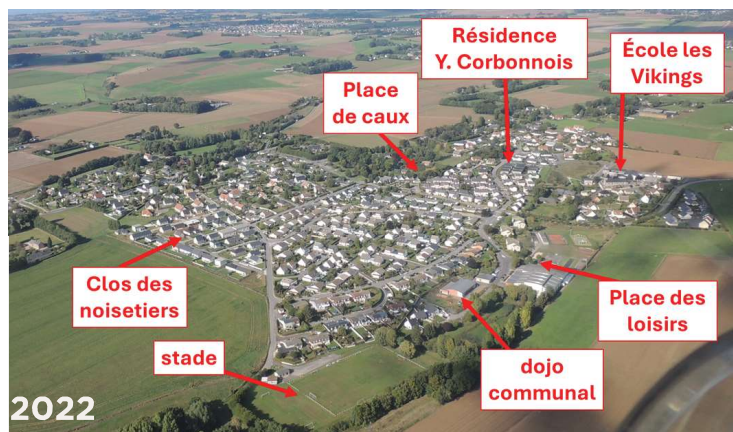 Résidence
Y. Corbonnois
École les
Vikings
Place
de caux
Clos des
noisetiers
Place des
loisirs
stade
dojo
communal
2022